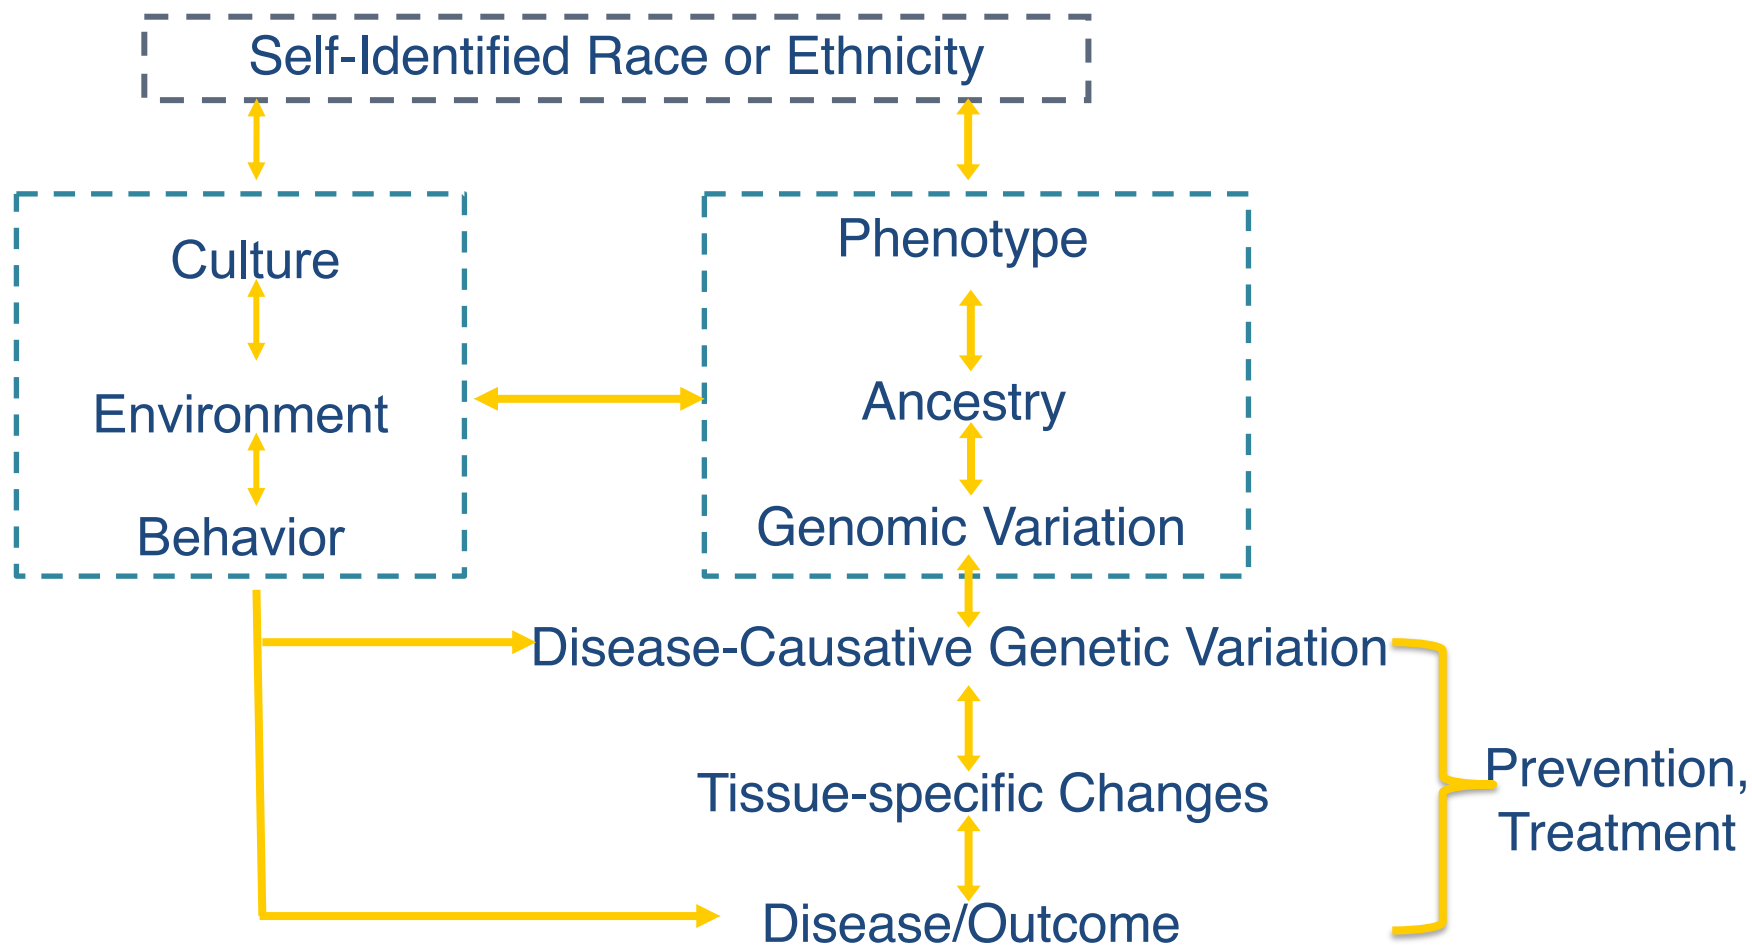 Self-Identified Race or Ethnicity
Culture
Environment
Behavior
Phenotype
Ancestry
Genomic Variation
Disease-Causative Genetic Variation
Tissue-specific Changes
Disease/Outcome
Prevention,
Treatment